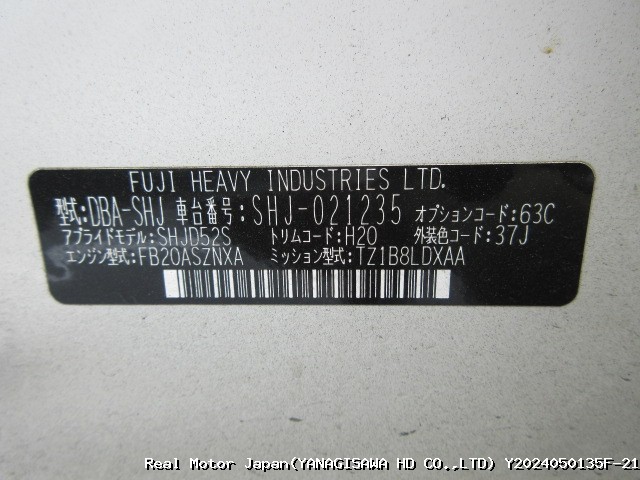 FUJI HEAVY INDUSTRIES LTD.
型式:DBA-SHJ 車台番号:SHJ-021235 オプションコード:63C
アプライドモデル:SHJD52S トリムコード:H20 外装色コード:37J
エンジン型式:FB20ASZNXA ミッション型式:TZ1B8LDXAA
Real Motor Japan(YANAGISAWA HD CO.,LTD) Y2024050135F-21